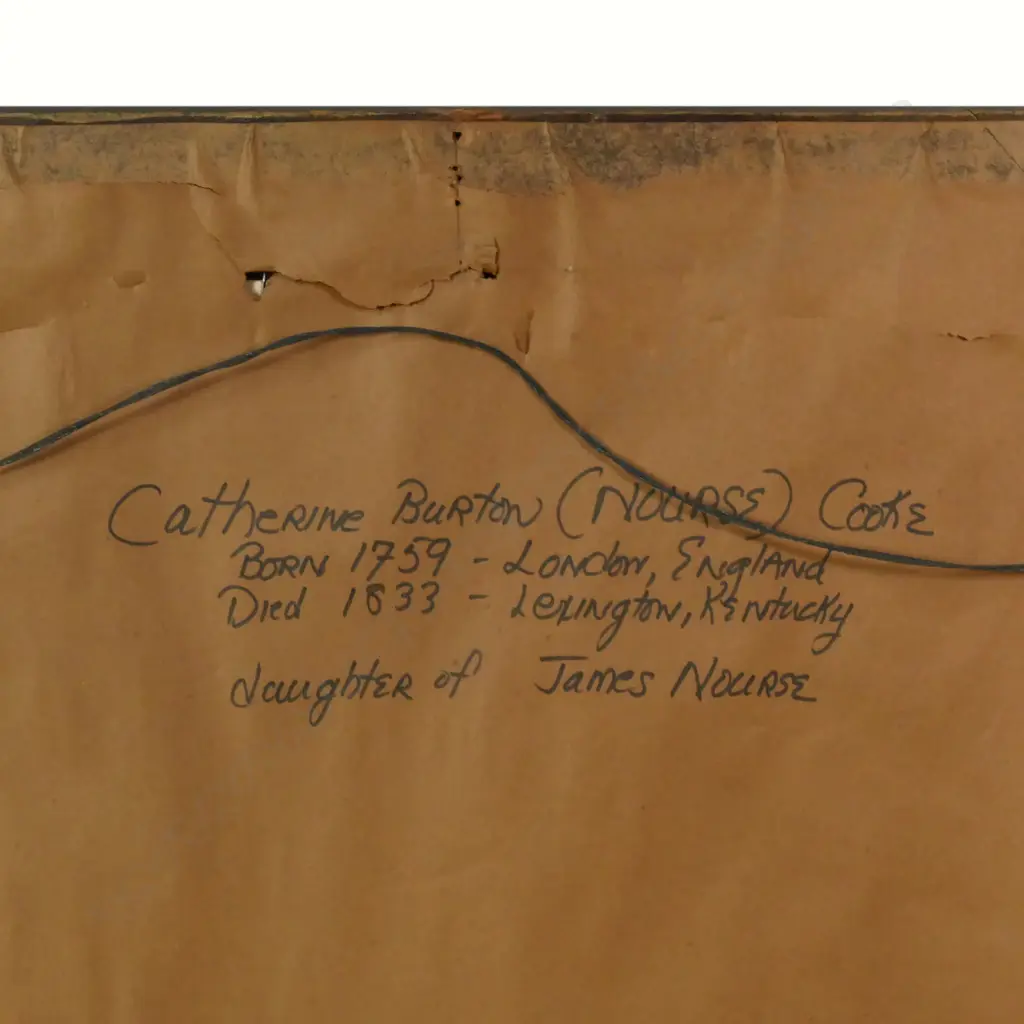 Catherine Burton (Nourse) Cooke
Born 1759 - London, England
Died 1833 - Lexington, Kentucky
daughter of James Nourse